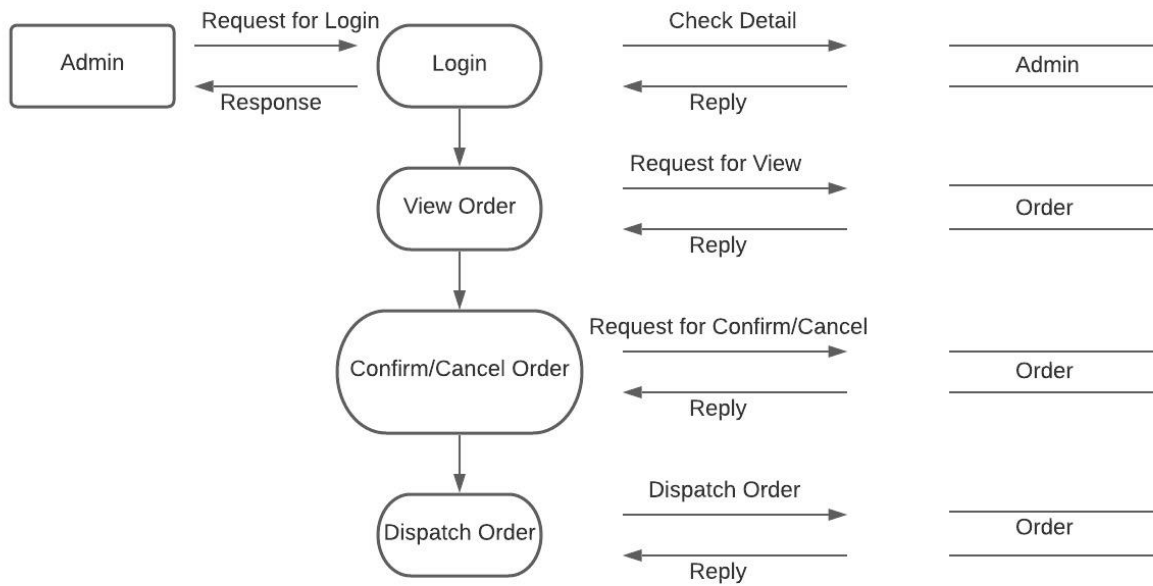 Request for Login
Check Detail
Admin
Login
Admin
Response
Reply
Request for View
View Order
Order
Reply
Request for Confirm/Cancel
Confirm/Cancel Order
Order
Reply
Dispatch Order
Dispatch Order
Order
Reply